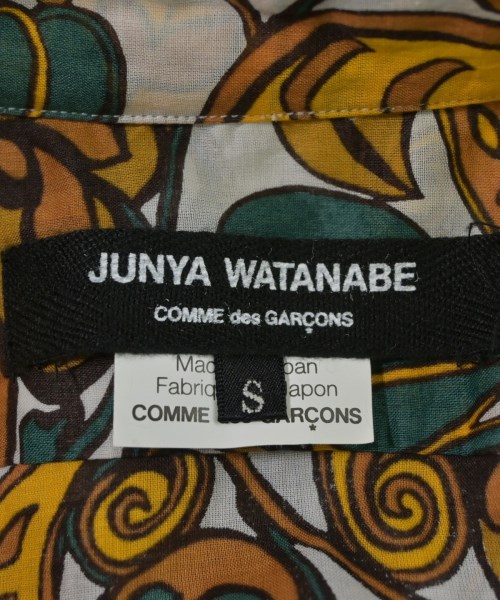 JUNYA WATANABE
COMME des GARÇONS
S
COMME GARÇONS